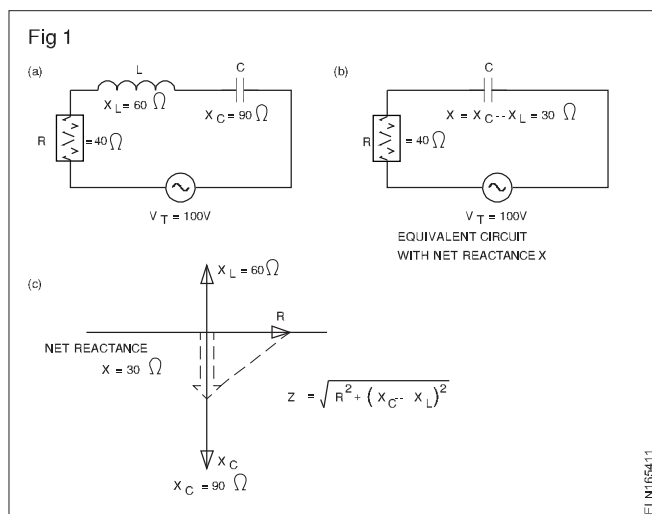 Fig 1
(a)
L
C
X L = 60 Ω
X C = 90 Ω
R
= 40 Ω
V T = 100V
(b)
C
X = X C -- X L = 30 Ω
R
= 40 Ω
V T = 100V
EQUIVALENT CIRCUIT
WITH NET REACTANCE X
(c)
X L = 60 Ω
R
NET REACTANCE
X = 30 Ω
Z = √ R 2 + ( X C -- X L ) 2
X C
X C = 90 Ω
ELN165411